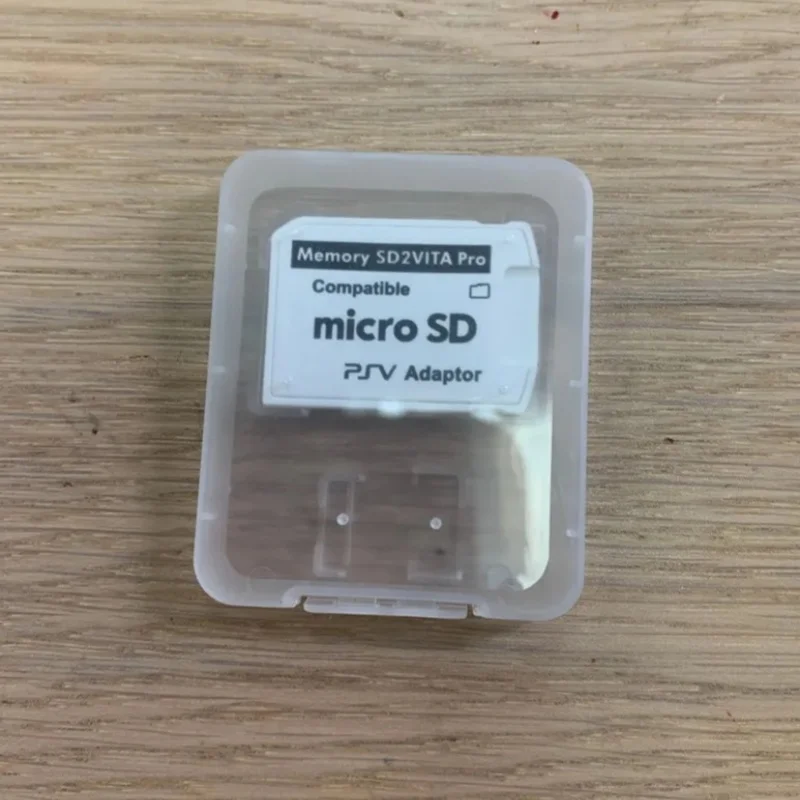 Memory SD2VITA Pro
Compatible
micro SD
PSV Adaptor